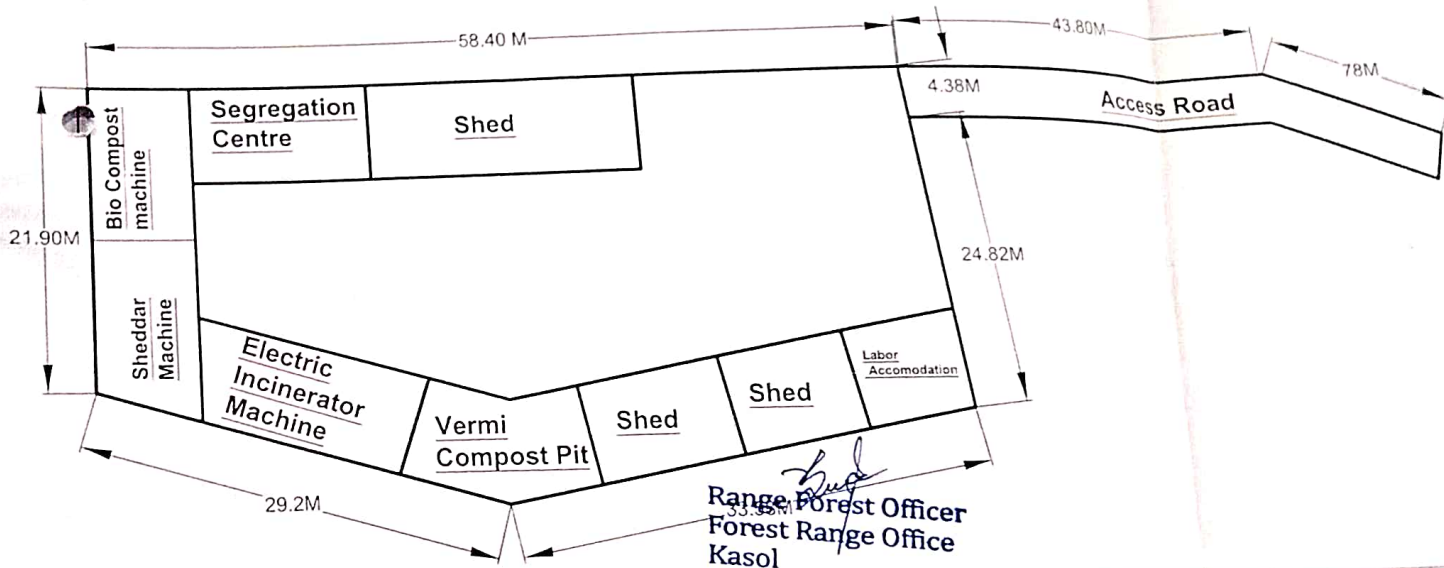 58.40 M
43.80M
78M
4.38M
Access Road
Segregation
Centre
Shed
Bio Compost
machine
21.90M
24.82M
Sheddar
Machine
Electric
Incinerator
Machine
Vermi
Compost Pit
Shed
Shed
Labor
Accomodation
29.2M
Range Forest Officer
Forest Range Office
Kasol